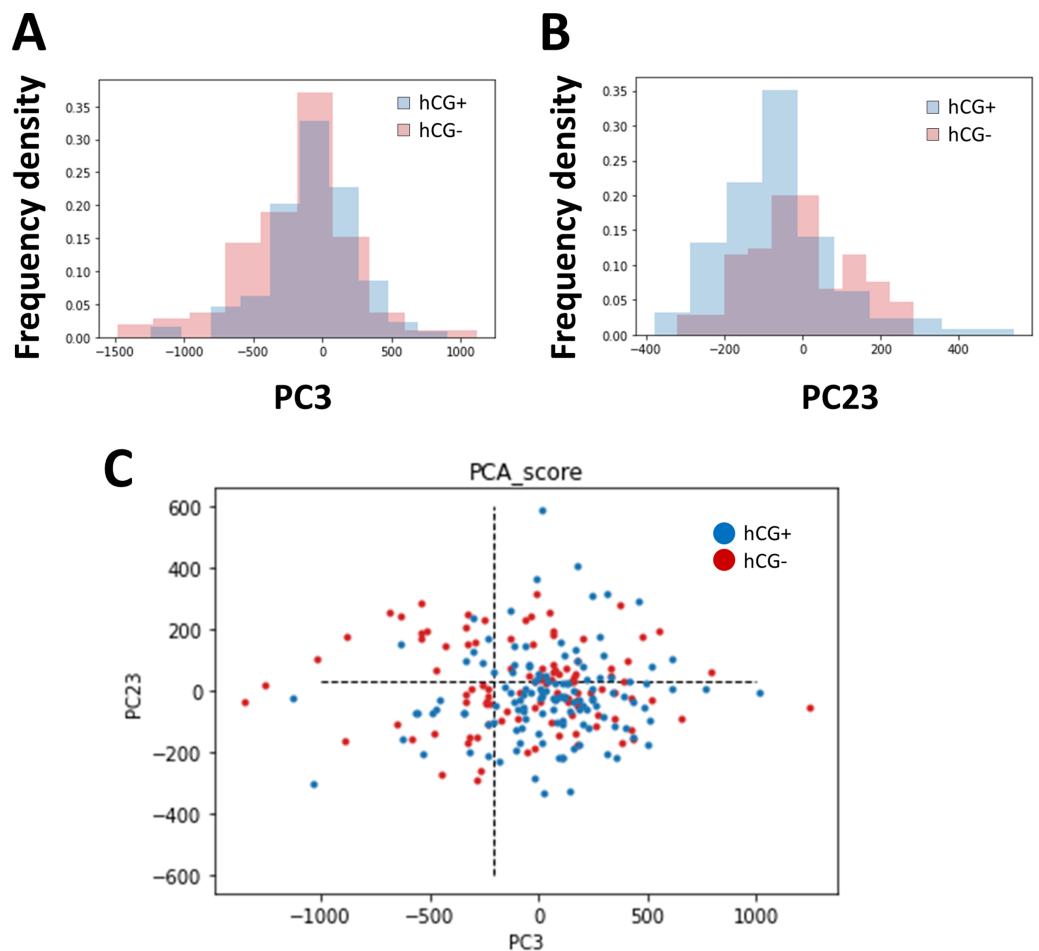 A
Frequency density
0.35
0.30
0.25
0.20
0.15
0.10
0.05
0.00
hCG+
hCG-
−1500 −1000 −500 0 500 1000
PC3
B
Frequency density
0.35
0.30
0.25
0.20
0.15
0.10
0.05
0.00
hCG+
hCG-
−400 −200 0 200 400
PC23
C
PCA_score
PC23
600
400
200
0
−200
−400
−600
hCG+
hCG-
−1000 −500 0 500 1000
PC3